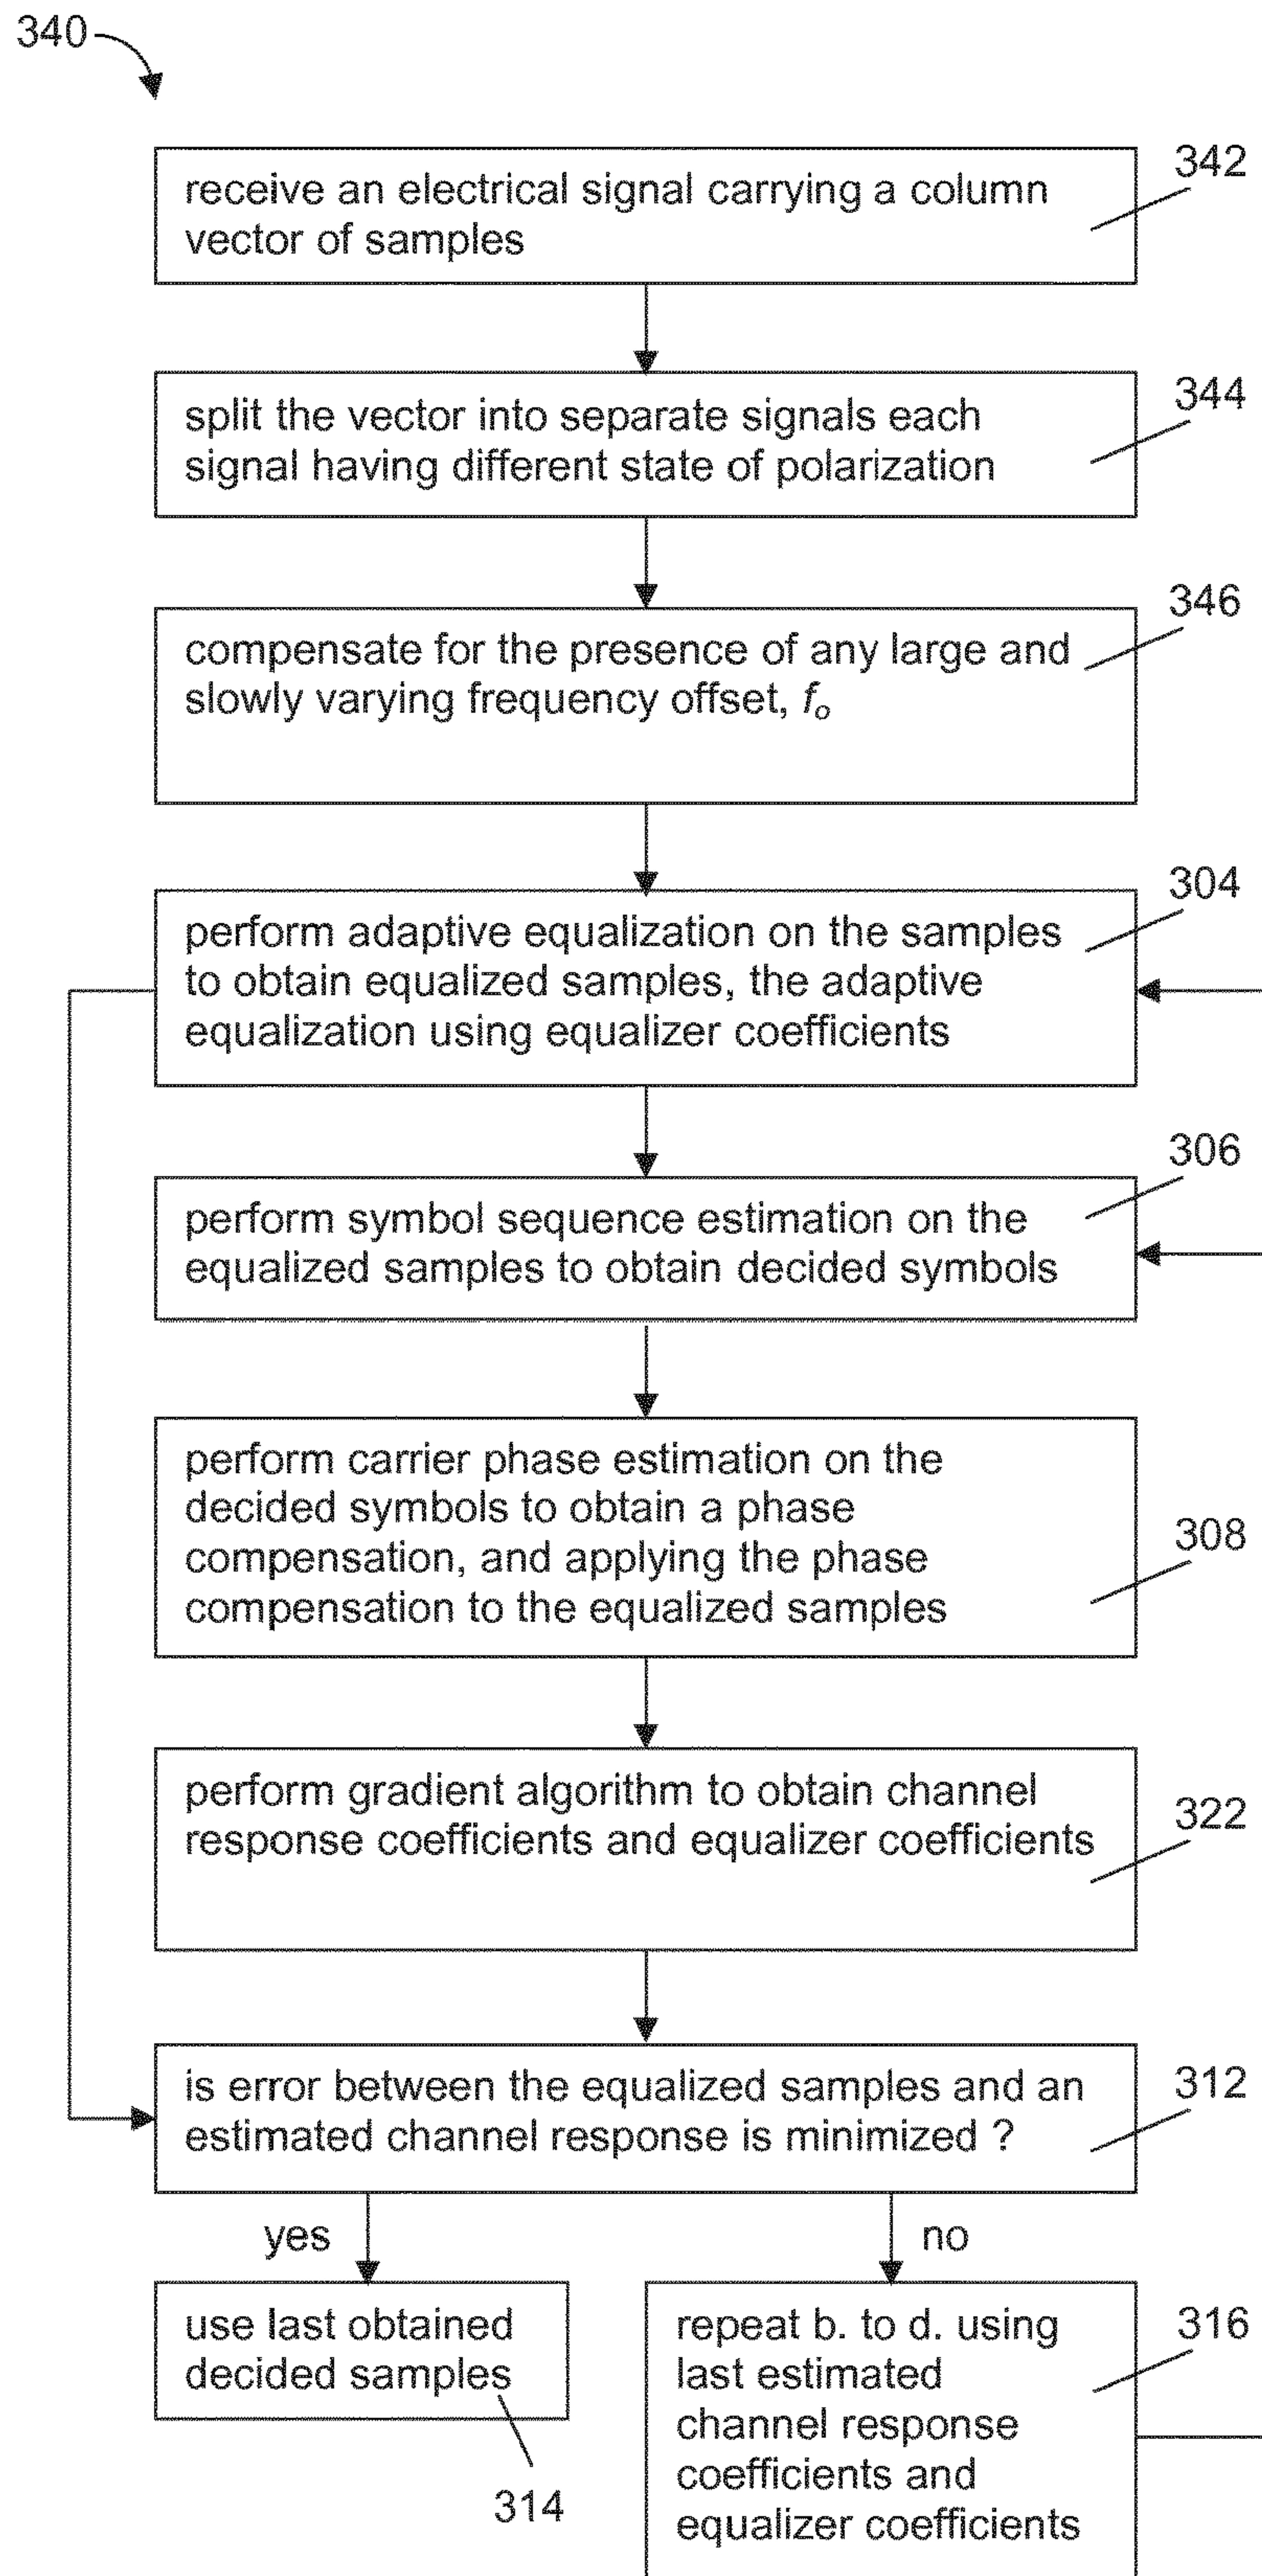 340
receive an electrical signal carrying a column
vector of samples
342
split the vector into separate signals each
signal having different state of polarization
344
compensate for the presence of any large and
slowly varying frequency offset, fo
346
perform adaptive equalization on the samples
to obtain equalized samples, the adaptive
equalization using equalizer coefficients
304
perform symbol sequence estimation on the
equalized samples to obtain decided symbols
306
perform carrier phase estimation on the
decided symbols to obtain a phase
compensation, and applying the phase
compensation to the equalized samples
308
perform gradient algorithm to obtain channel
response coefficients and equalizer coefficients
322
is error between the equalized samples and an
estimated channel response is minimized ?
312
yes
no
use last obtained
decided samples
314
repeat b. to d. using
last estimated
channel response
coefficients and
equalizer coefficients
316